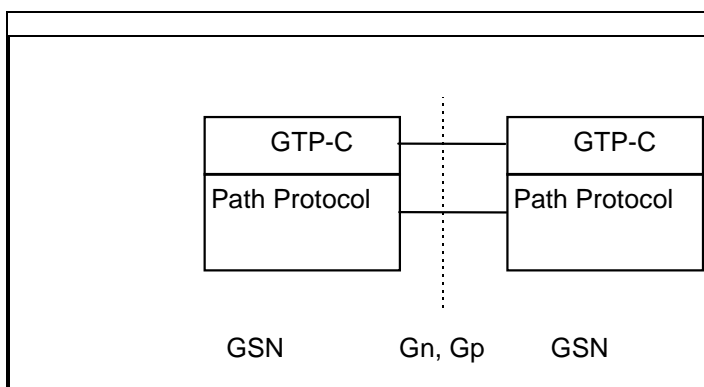 GTP-C GTP-C
Path Protocol Path Protocol
GSN Gn, Gp GSN